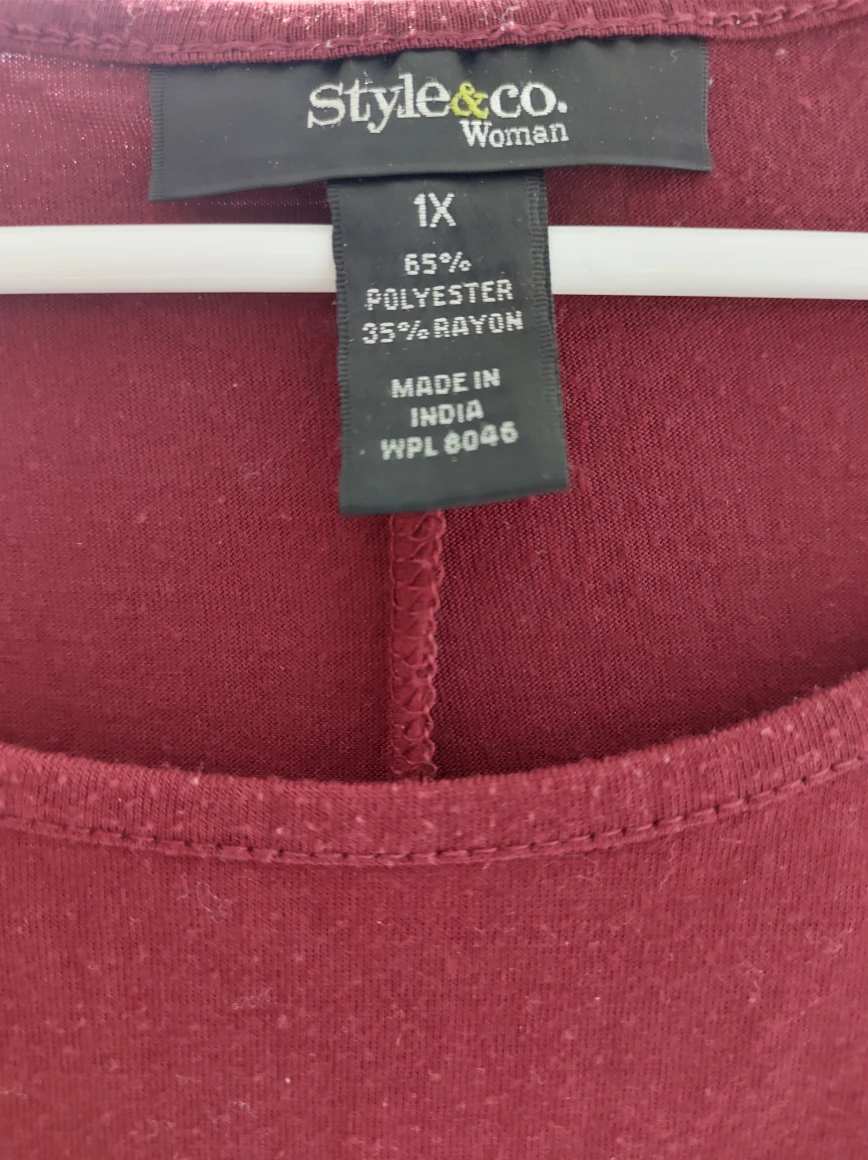 Style&co.
Woman
1X
65%
POLYESTER
35% RAYON
MADE IN
INDIA
WPL 8046